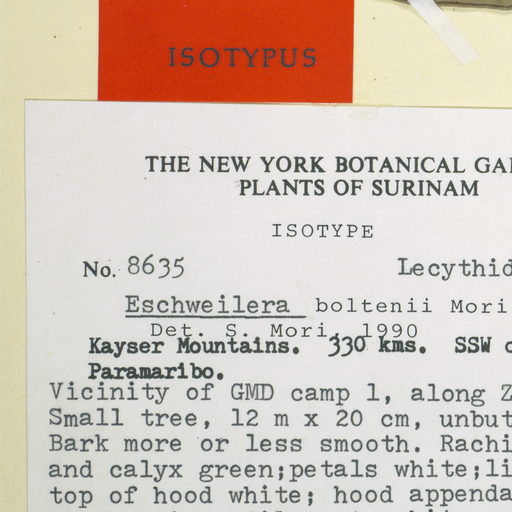 ISOTYPUS
THE NEW YORK BOTANICAL GA
PLANTS OF SURINAM
ISOTYPE
No. 8635 Lecythid
Eschweilera boltenii Mori
Det. S. Mori, 1990
Kayser Mountains. 330 kms. SSW
Paramaribo.
Vicinity of GMD camp 1, along Z
Small tree, 12 m x 20 cm, unbut
Bark more or less smooth. Rachi
and calyx green;petals white;li
top of hood white; hood appenda